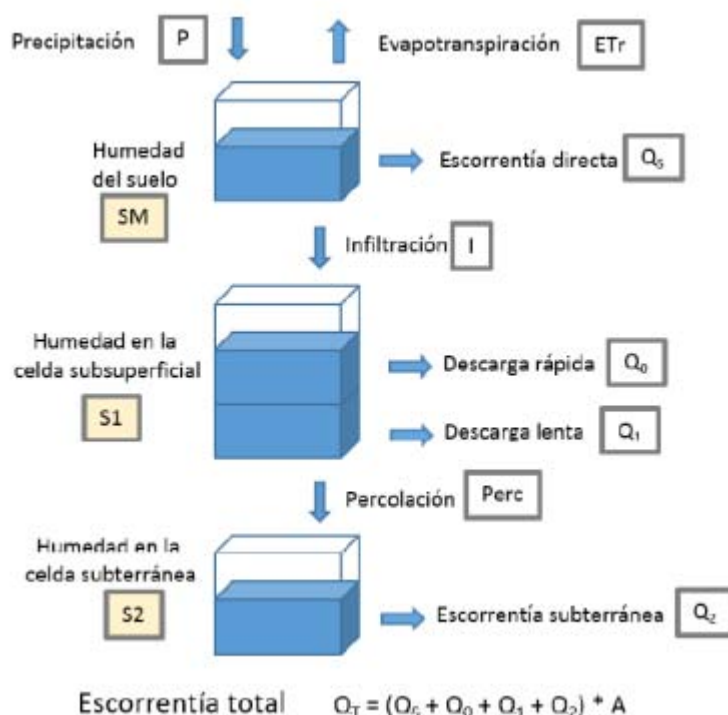 Precipitación P Evapotranspiración ETr
Humedad
del suelo
SM
Escorrentía directa Qs
Infiltración I
Humedad en la
celda subsuperficial
S1
Descarga rápida Q₀
Descarga lenta Q₁
Percolación Perc
Humedad en la
celda subterránea
S2
Escorrentía subterránea Q₂
Escorrentía total Q_T = (Q_S + Q₀ + Q₁ + Q₂) * A